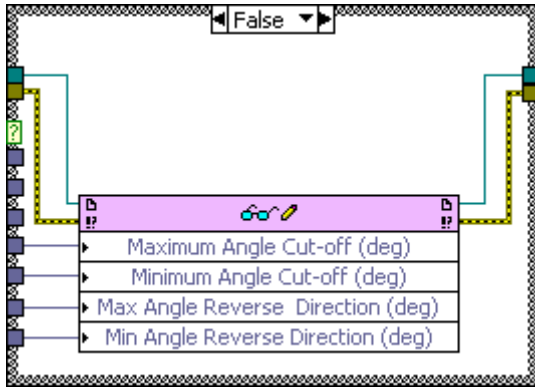 False
?
Maximum Angle Cut-off (deg)
Minimum Angle Cut-off (deg)
Max Angle Reverse  Direction (deg)
Min Angle Reverse Direction (deg)